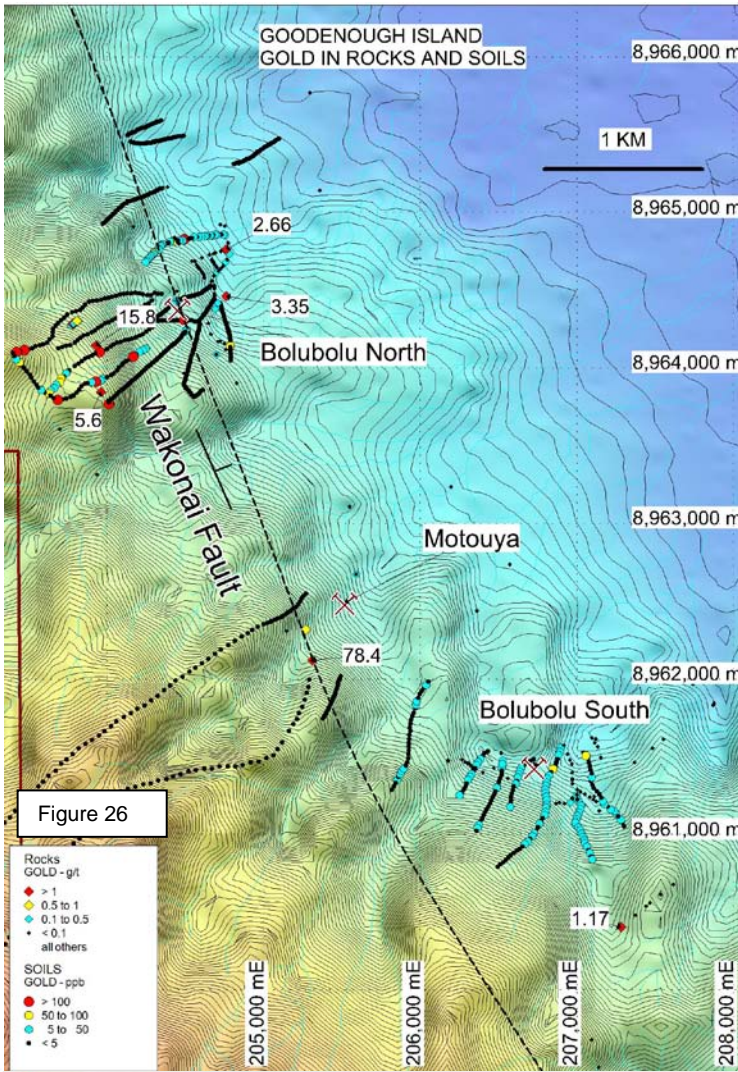 GOODENOUGH ISLAND
GOLD IN ROCKS AND SOILS
8,966,000 m
1 KM
8,965,000 m
2.66
15.8
3.35
Bolubolu North
8,964,000 m
5.6
Wakonai Fault
8,963,000 m
Motouya
78.4
8,962,000 m
Bolubolu South
Figure 26
8,961,000 m
1.17
Rocks
GOLD - g/t
> 1
0.5 to 1
0.1 to 0.5
< 0.1
all others
SOILS
GOLD - ppb
> 100
50 to 100
5 to 50
< 5
205,000 mE
206,000 mE
207,000 mE
208,000 mE